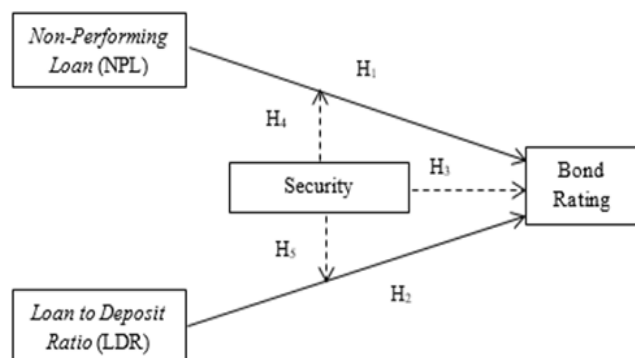 Non-Performing
Loan (NPL)
H₁
H₄
Security
H₃
Bond
Rating
H₅
H₂
Loan to Deposit
Ratio (LDR)